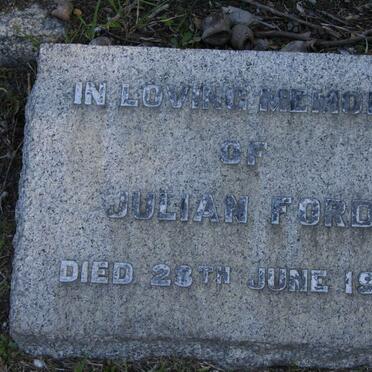 IN LOVING MEMO
OF
JULIAN FORD
DIED 28TH JUNE 19